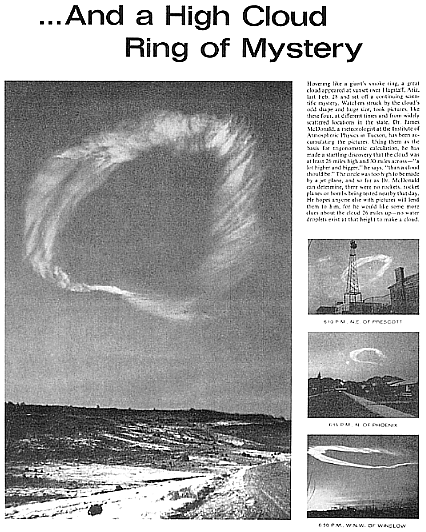 ...And a High Cloud
Ring of Mystery
Hovering like a giant's smoke ring, a great
cloud appeared at sunset over Flagstaff, Ariz.
last Feb. 28 and set off a continuing scien-
tific mystery. Watchers struck by the cloud's
odd shape and huge size, took pictures like
these four, at different times and from widely
scattered locations in the state. Dr. James
McDonald, a meteorologist at the Institute of
Atmospheric Physics in Tucson, has been ac-
cumulating the pictures. Using them as the
basis for trigonometric calculation, he has
made a startling discovery that the cloud was
at least 26 miles high and 30 miles across—"a
lot higher and bigger," he says, "than a cloud
should be." The circle was too high to be made
by a jet plane, and so far as Dr. McDonald
can determine, there were no rockets, rocket
planes or bombs being tested nearby that day.
He hopes anyone else with pictures will lend
them to him, for he would like some more
data about the cloud 26 miles up—no water
droplets exist at that height to make a cloud.
P.M., N.E. OF PRESCOTT
P.M., N. OF PHOENIX
P.M., W.N.W. OF WINSLOW